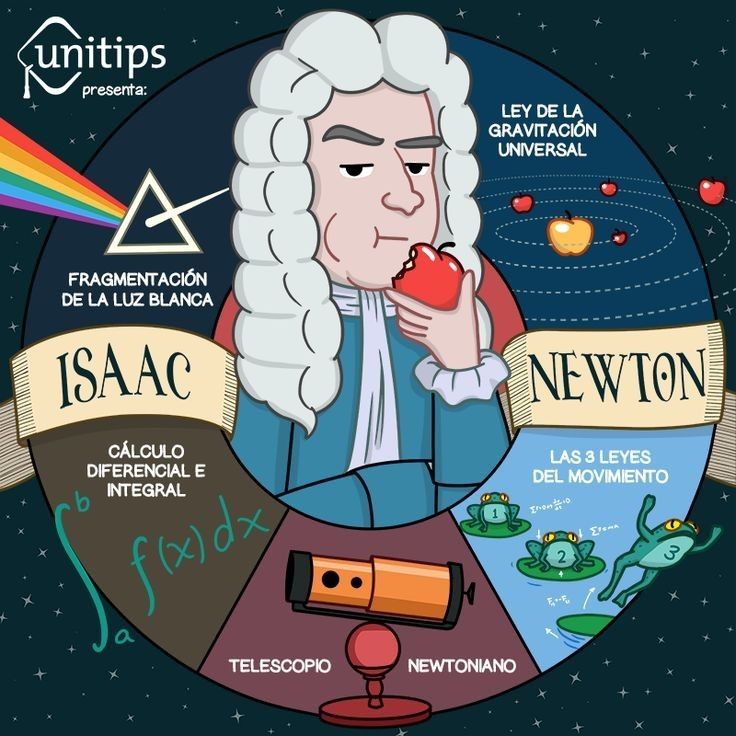 unitips
presenta:
LEY DE LA
GRAVITACIÓN
UNIVERSAL
FRAGMENTACIÓN
DE LA LUZ BLANCA
ISAAC
NEWTON
CÁLCULO
DIFERENCIAL E
INTEGRAL
∫ₐᵇ f(x) dx
LAS 3 LEYES
DEL MOVIMIENTO
1
2
3
TELESCOPIO
NEWTONIANO